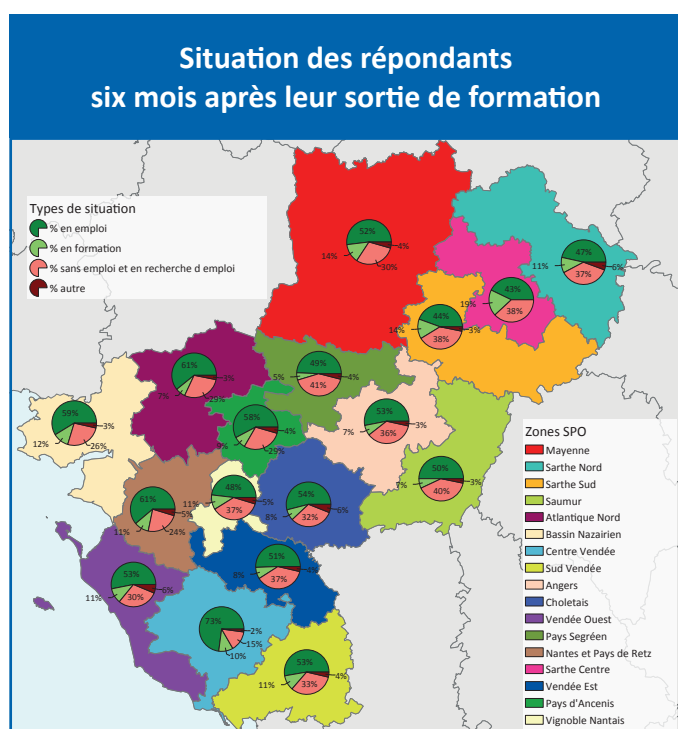 Situation des répondants
six mois après leur sortie de formation
Types de situation
% en emploi
% en formation
% sans emploi et en recherche d emploi
% autre
52%
14%
4%
30%
47%
11%
6%
37%
43%
19%
38%
44%
14%
3%
38%
61%
7%
3%
29%
49%
5%
4%
41%
59%
12%
3%
26%
58%
9%
4%
29%
53%
7%
3%
36%
50%
7%
3%
40%
61%
11%
5%
24%
48%
11%
5%
37%
54%
8%
6%
32%
51%
8%
4%
37%
53%
11%
6%
30%
73%
2%
15%
10%
53%
11%
4%
33%
Zones SPO
Mayenne
Sarthe Nord
Sarthe Sud
Saumur
Atlantique Nord
Bassin Nazairien
Centre Vendée
Sud Vendée
Angers
Choletais
Vendée Ouest
Pays Segréen
Nantes et Pays de Retz
Sarthe Centre
Vendée Est
Pays d'Ancenis
Vignoble Nantais